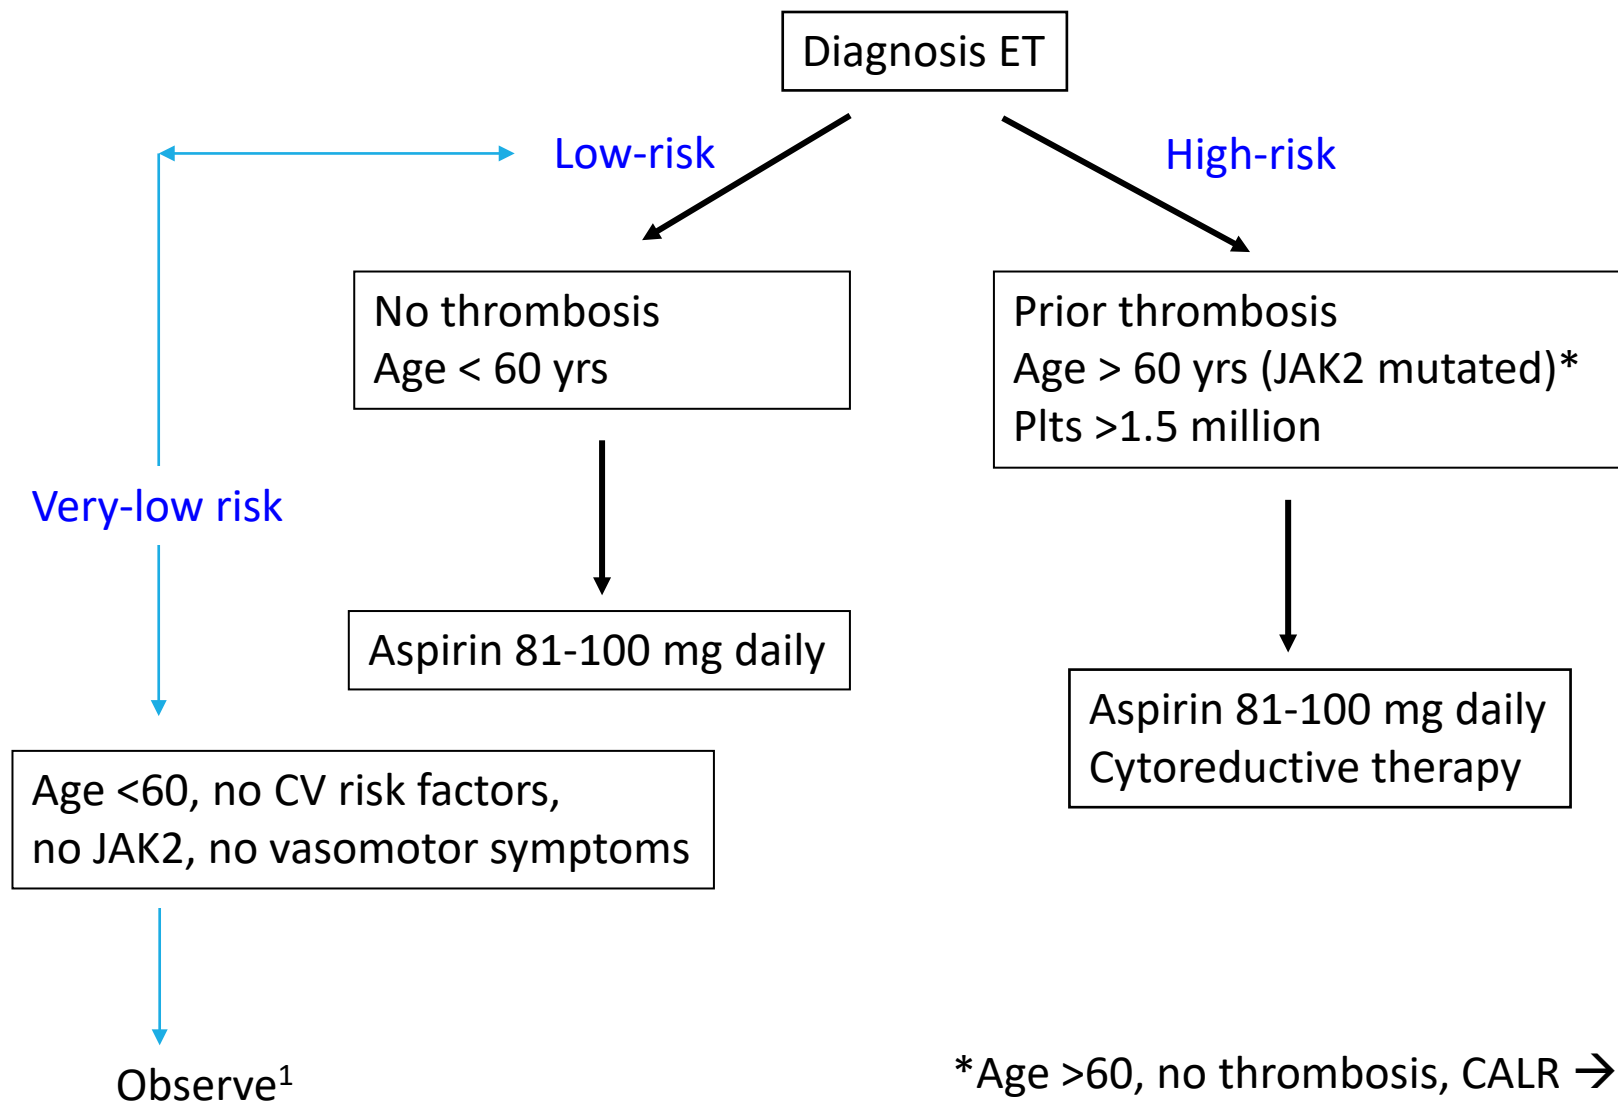 Diagnosis ET
Low-risk
High-risk
No thrombosis
Age < 60 yrs
Prior thrombosis
Age > 60 yrs (JAK2 mutated)*
Plts >1.5 million
Very-low risk
Aspirin 81-100 mg daily
Aspirin 81-100 mg daily
Cytoreductive therapy
Age <60, no CV risk factors,
no JAK2, no vasomotor symptoms
Observe¹
*Age >60, no thrombosis, CALR →